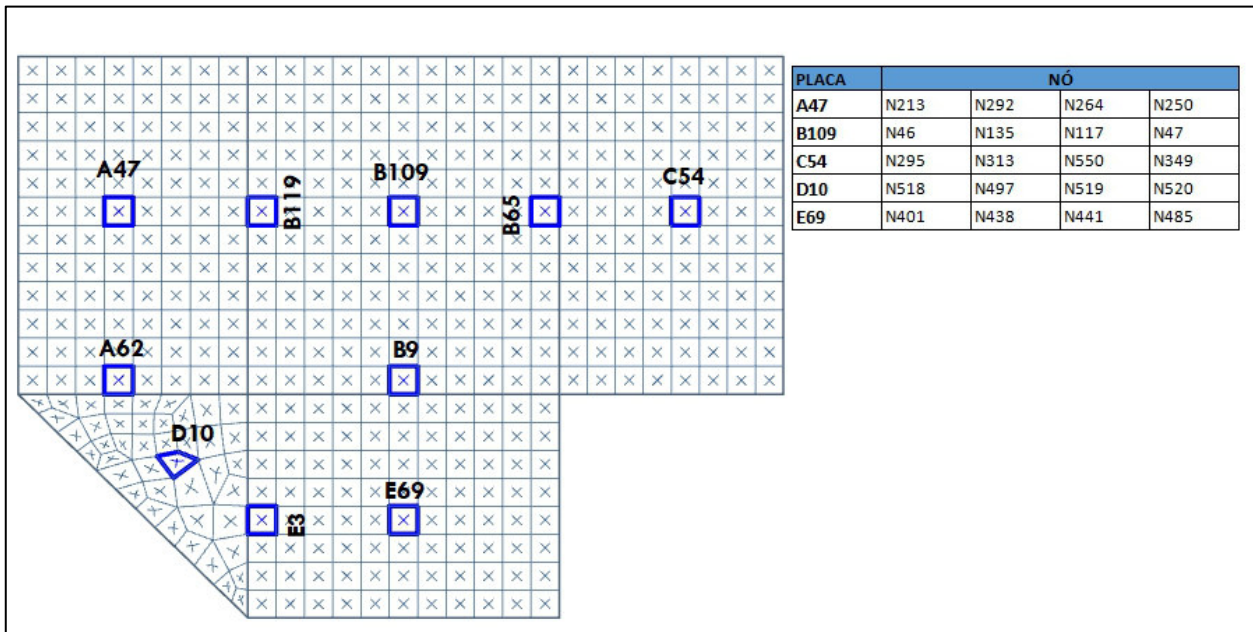 PLACA NÓ
A47 N213 N292 N264 N250
B109 N46 N135 N117 N47
C54 N295 N313 N550 N349
D10 N518 N497 N519 N520
E69 N401 N438 N441 N485
A47
B119
B109
B65
C54
A62
B9
D10
E3
E69